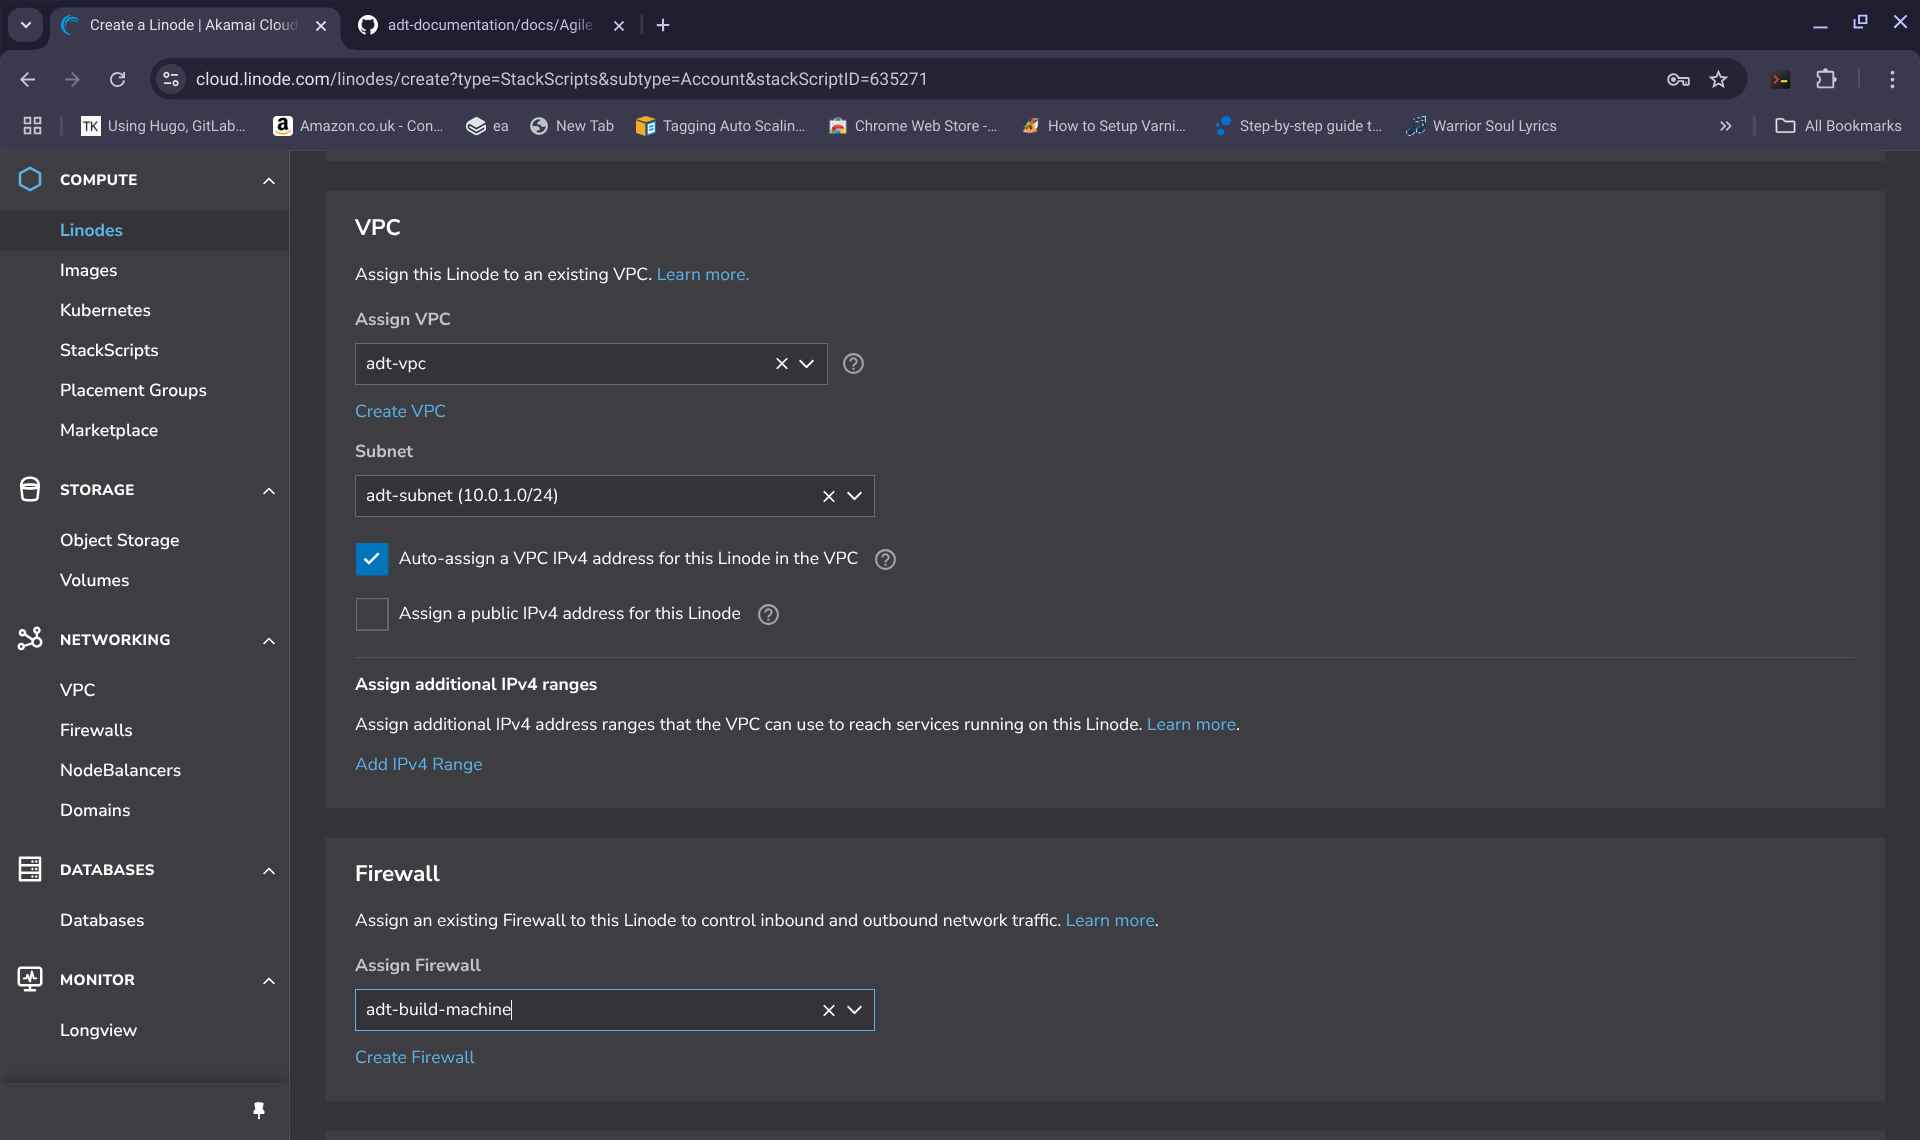 Create a Linode | Akamai Cloud
adt-documentation/docs/Agile
cloud.linode.com/linodes/create?type=StackScripts&subtype=Account&stackScriptID=635271
TK Using Hugo, GitLab...
a Amazon.co.uk - Con...
ea
New Tab
Tagging Auto Scalin...
Chrome Web Store -...
How to Setup Varni...
Step-by-step guide t...
Warrior Soul Lyrics
All Bookmarks
COMPUTE
Linodes
Images
Kubernetes
StackScripts
Placement Groups
Marketplace
STORAGE
Object Storage
Volumes
NETWORKING
VPC
Firewalls
NodeBalancers
Domains
DATABASES
Databases
MONITOR
Longview
VPC
Assign this Linode to an existing VPC. Learn more.
Assign VPC
adt-vpc
Create VPC
Subnet
adt-subnet (10.0.1.0/24)
Auto-assign a VPC IPv4 address for this Linode in the VPC
Assign a public IPv4 address for this Linode
Assign additional IPv4 ranges
Assign additional IPv4 address ranges that the VPC can use to reach services running on this Linode. Learn more.
Add IPv4 Range
Firewall
Assign an existing Firewall to this Linode to control inbound and outbound network traffic. Learn more.
Assign Firewall
adt-build-machine
Create Firewall